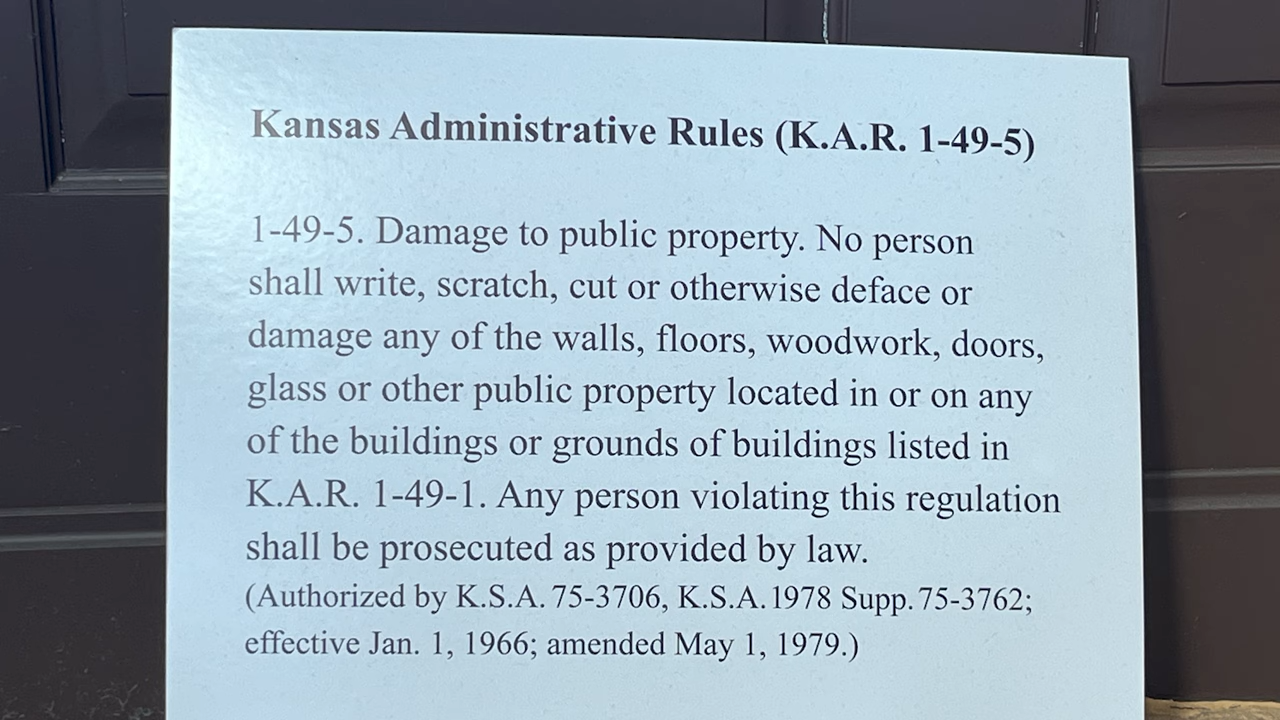 Kansas Administrative Rules (K.A.R. 1-49-5)
1-49-5. Damage to public property. No person
shall write, scratch, cut or otherwise deface or
damage any of the walls, floors, woodwork, doors,
glass or other public property located in or on any
of the buildings or grounds of buildings listed in
K.A.R. 1-49-1. Any person violating this regulation
shall be prosecuted as provided by law.
(Authorized by K.S.A. 75-3706, K.S.A. 1978 Supp. 75-3762;
effective Jan. 1, 1966; amended May 1, 1979.)